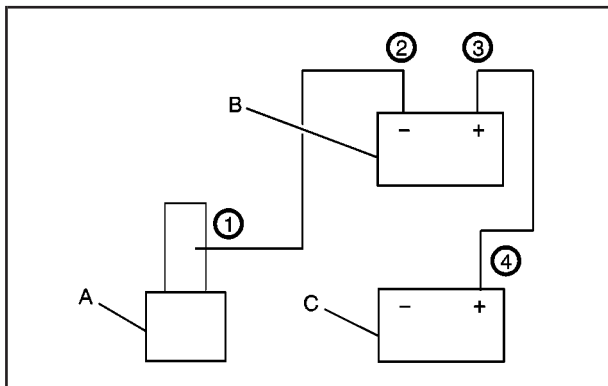 ② ③
B
– +
①
④
A
C
– +